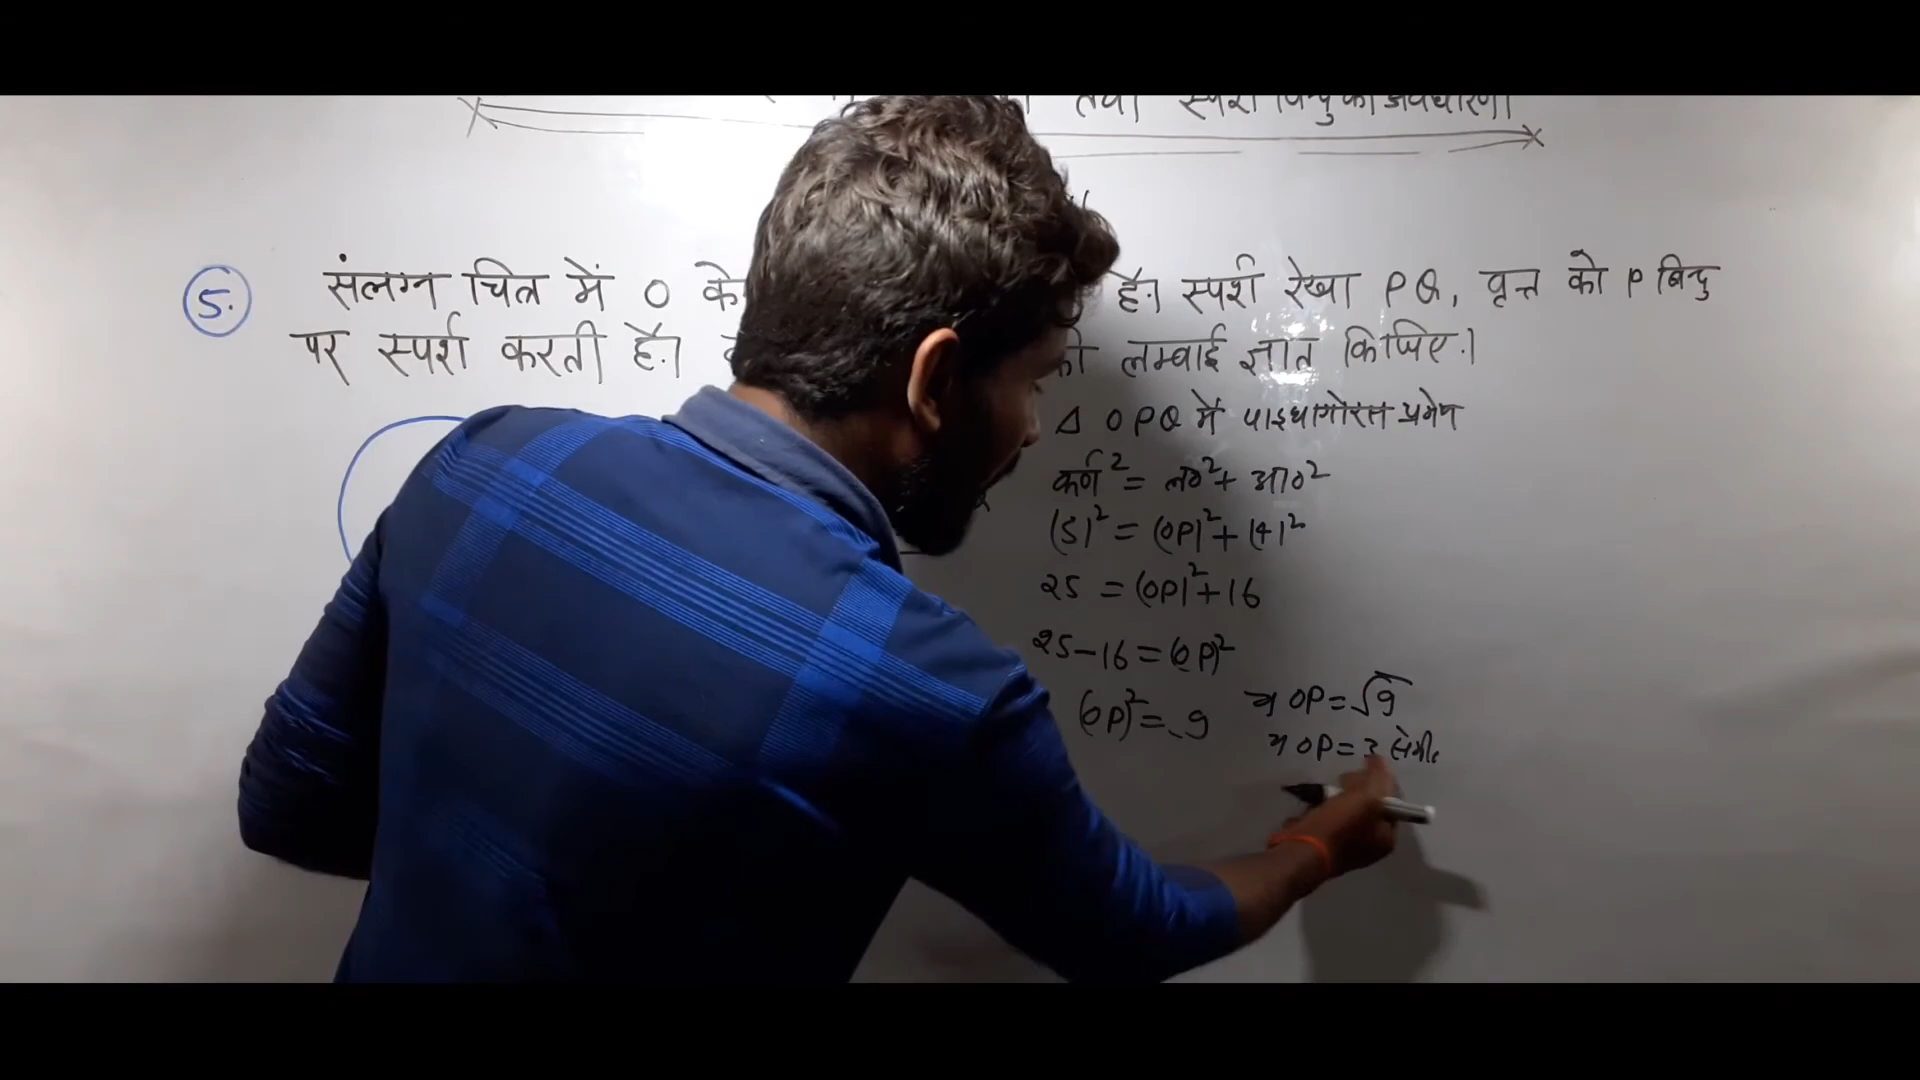 तथा स्पर्श बिन्दु की अवधारणा
5. संलग्न चित्र में O के है। स्पर्श रेखा PQ, वृत्त को P बिन्दु
पर स्पर्श करती है। की लम्बाई ज्ञात किजिए।
Δ OPQ में पाइथागोरस प्रमेय
कर्ण² = ल०² + आ०²
(5)² = (OP)² + (4)²
25 = (OP)² + 16
25 - 16 = (OP)²
(OP)² = 9
⇒ OP = √9
⇒ OP = 3 सेमी०